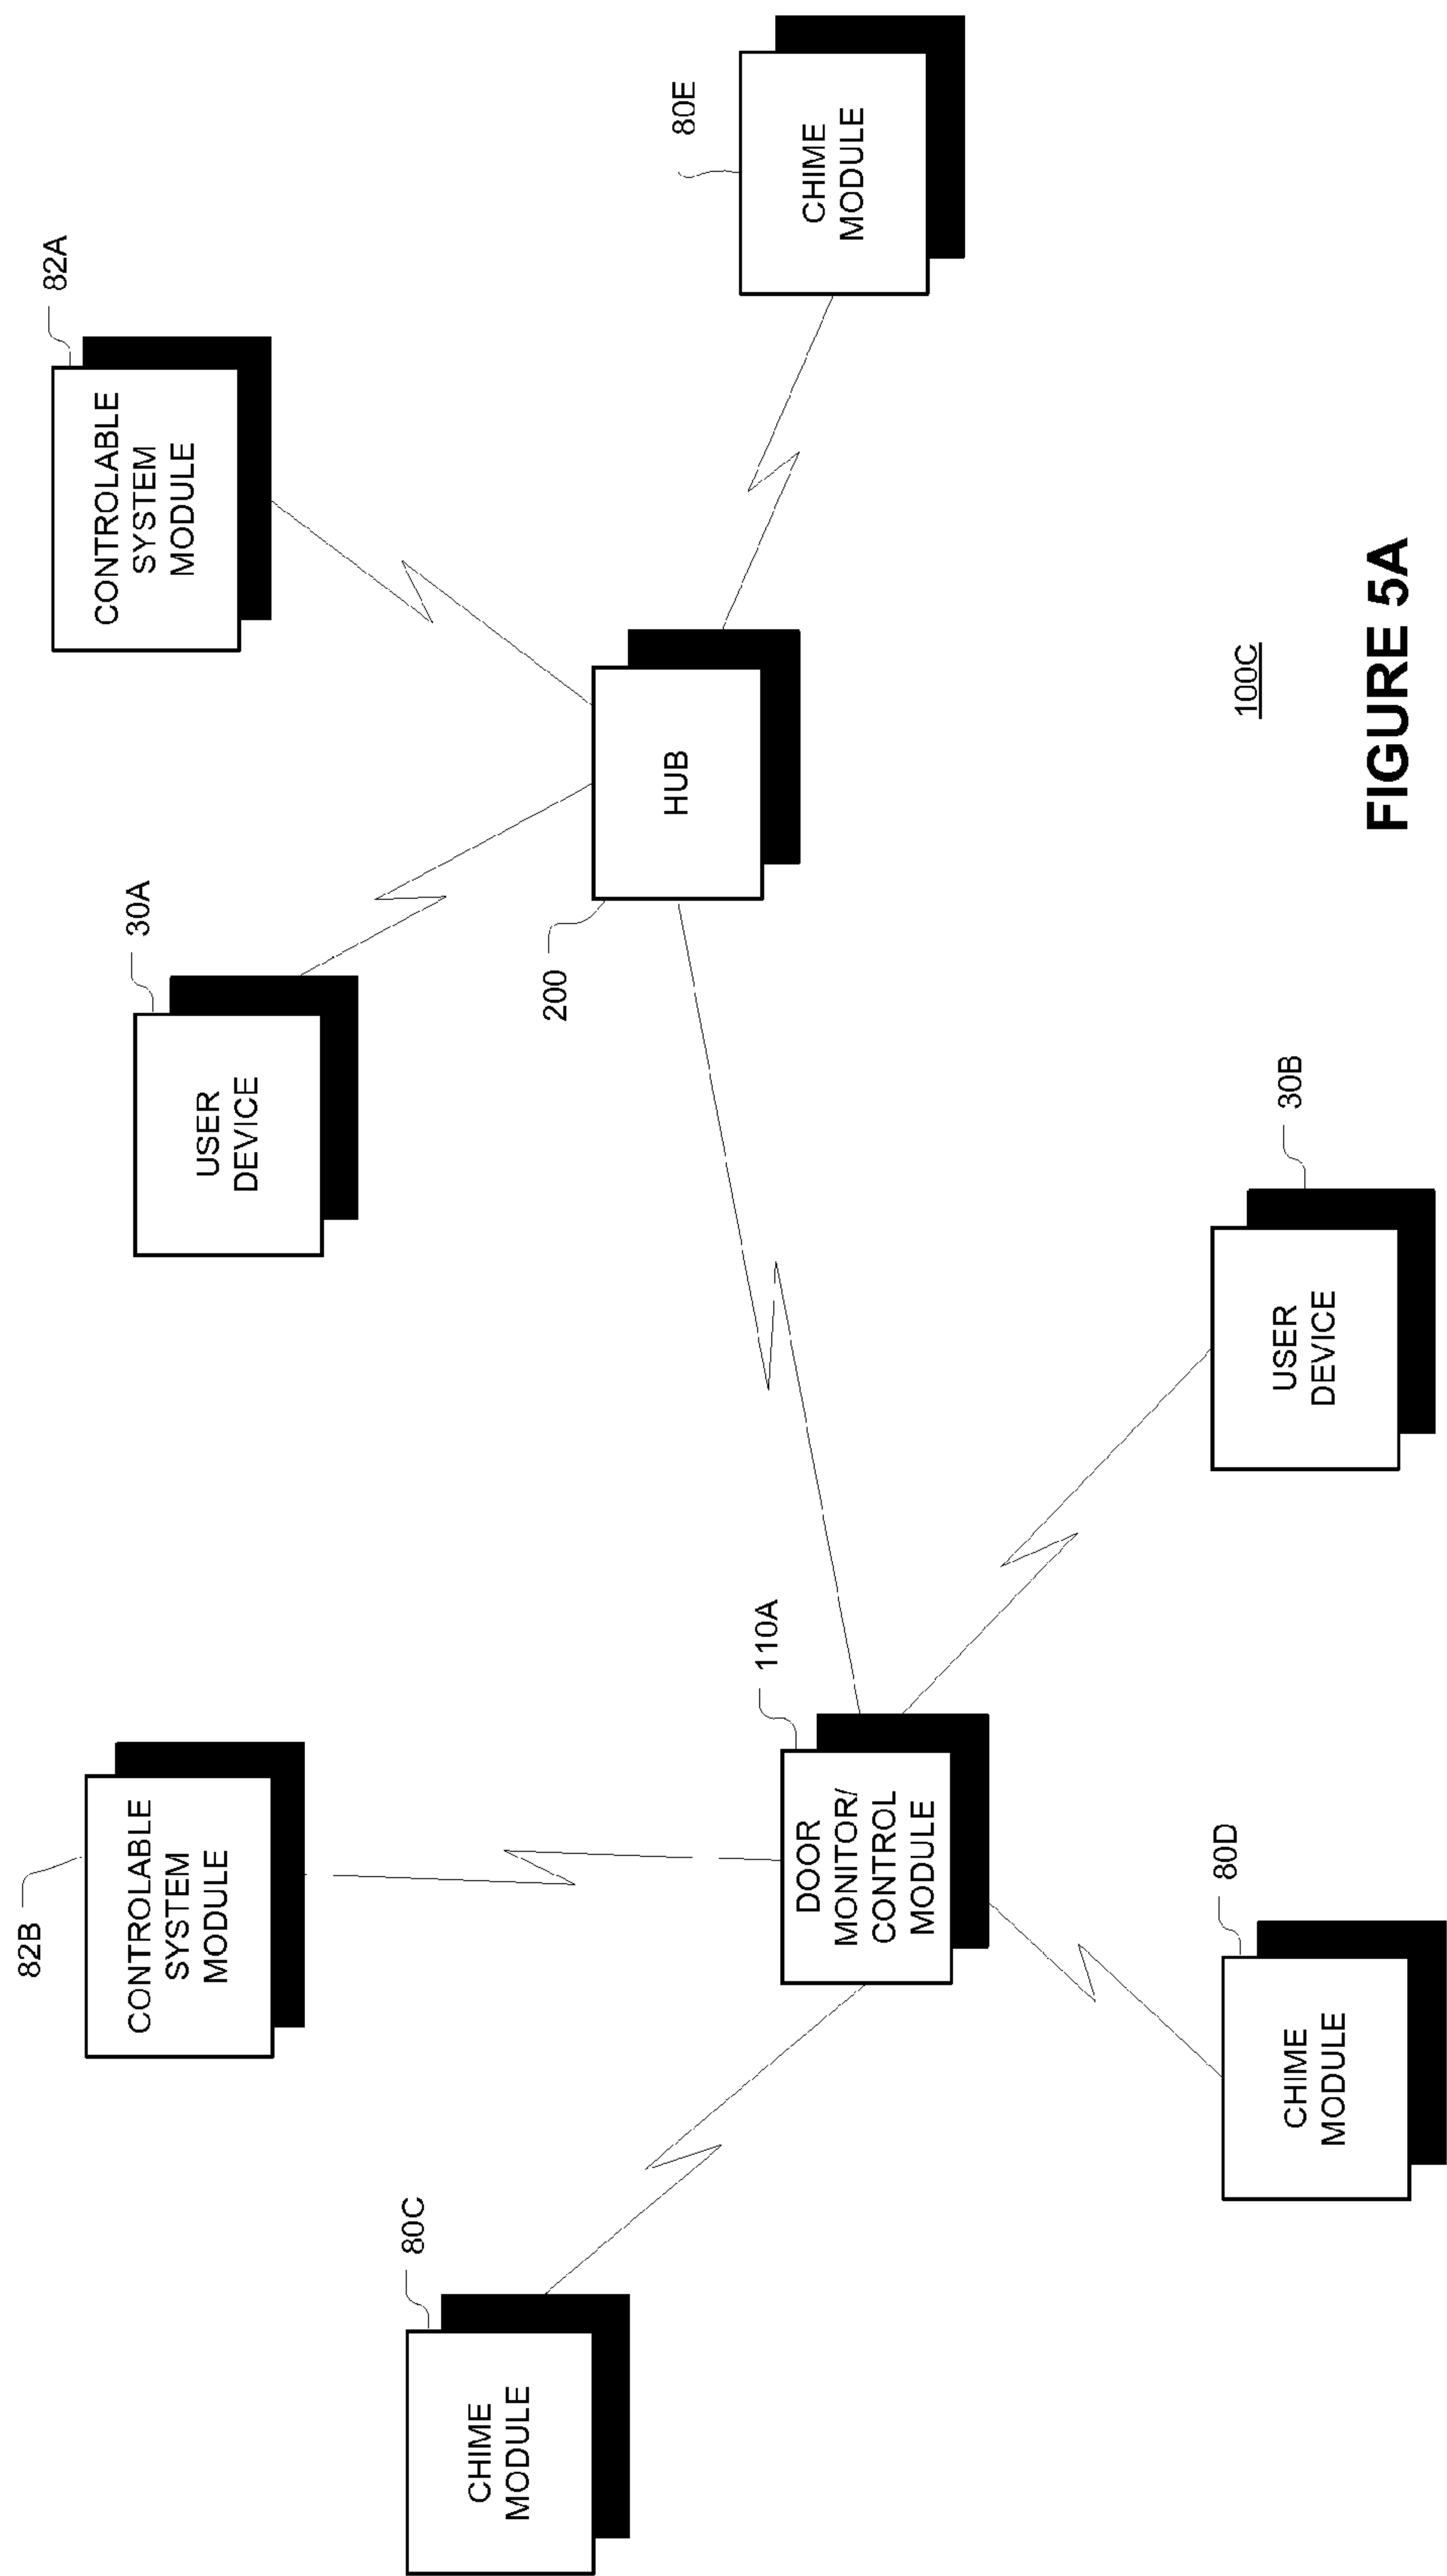 82B
CONTROLABLE
SYSTEM
MODULE
82A
CONTROLABLE
SYSTEM
MODULE
30A
USER
DEVICE
80C
CHIME
MODULE
200
HUB
80E
CHIME
MODULE
110A
DOOR
MONITOR/
CONTROL
MODULE
80D
CHIME
MODULE
30B
USER
DEVICE
100C
FIGURE 5A